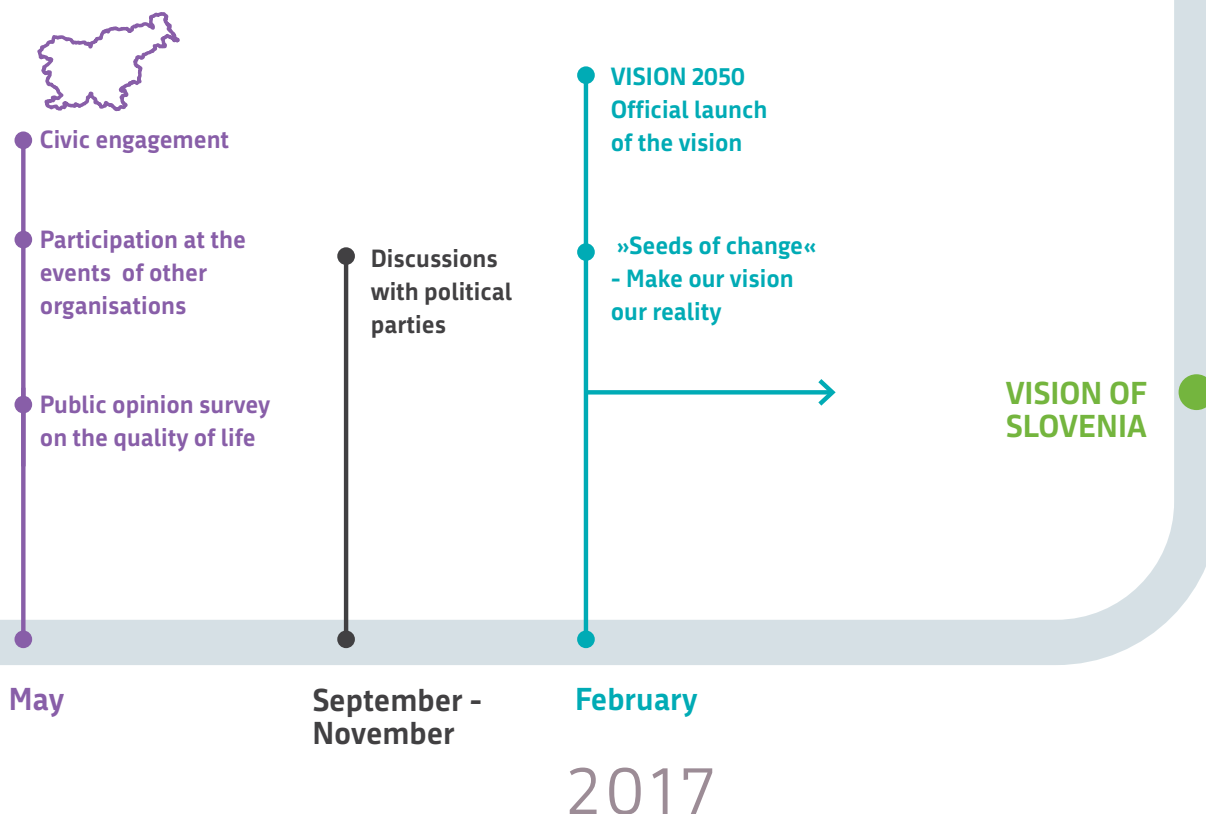 Civic engagement
Participation at the
events of other
organisations
Public opinion survey
on the quality of life
Discussions
with political
parties
VISION 2050
Official launch
of the vision
»Seeds of change«
- Make our vision
our reality
VISION OF
SLOVENIA
May
September -
November
February
2017